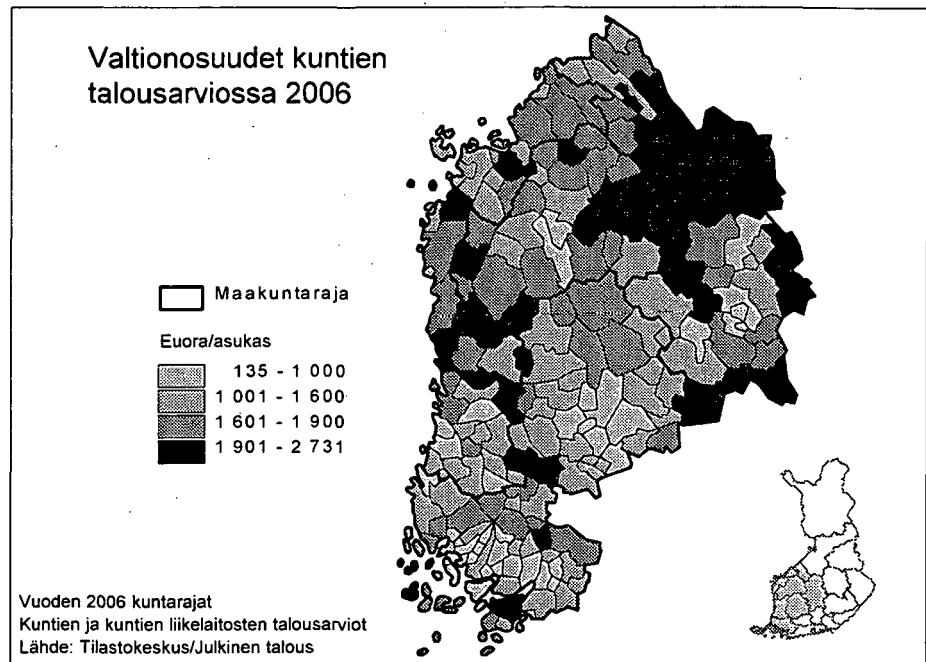 Valtionosuudet kuntien
talousarviossa 2006
Maakuntaraja
Euora/asukas
135 - 1 000
1 001 - 1 600
1 601 - 1 900
1 901 - 2 731
Vuoden 2006 kuntarajat
Kuntien ja kuntien liikelaitosten talousarviot
Lähde: Tilastokeskus/Julkinen talous